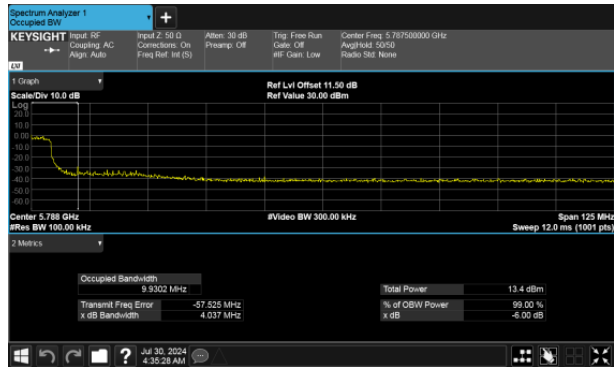 Spectrum Analyzer 1
Occupied BW
+
KEYSIGHT Input: RF Input Z: 50 Ω Atten: 30 dB Trig: Free Run Center Freq: 5.787500000 GHz
Coupling: AC Corrections: On Preamp: Off Gate: Off Avg|Hold: 50/50
Align: Auto Freq Ref: Int (S) #IF Gain: Low Radio Std: None
LXI
1 Graph Ref Lvl Offset 11.50 dB
Scale/Div 10.0 dB Ref Value 30.00 dBm
Log
20.0
10.0
0.00
-10.0
-20.0
-30.0
-40.0
-50.0
-60.0
Center 5.788 GHz #Video BW 300.00 kHz Span 125 MHz
#Res BW 100.00 kHz Sweep 12.0 ms (1001 pts)
2 Metrics
Occupied Bandwidth
9.9302 MHz Total Power 13.4 dBm
Transmit Freq Error -57.525 MHz % of OBW Power 99.00 %
x dB Bandwidth 4.037 MHz x dB -6.00 dB
? Jul 30, 2024
4:35:28 AM